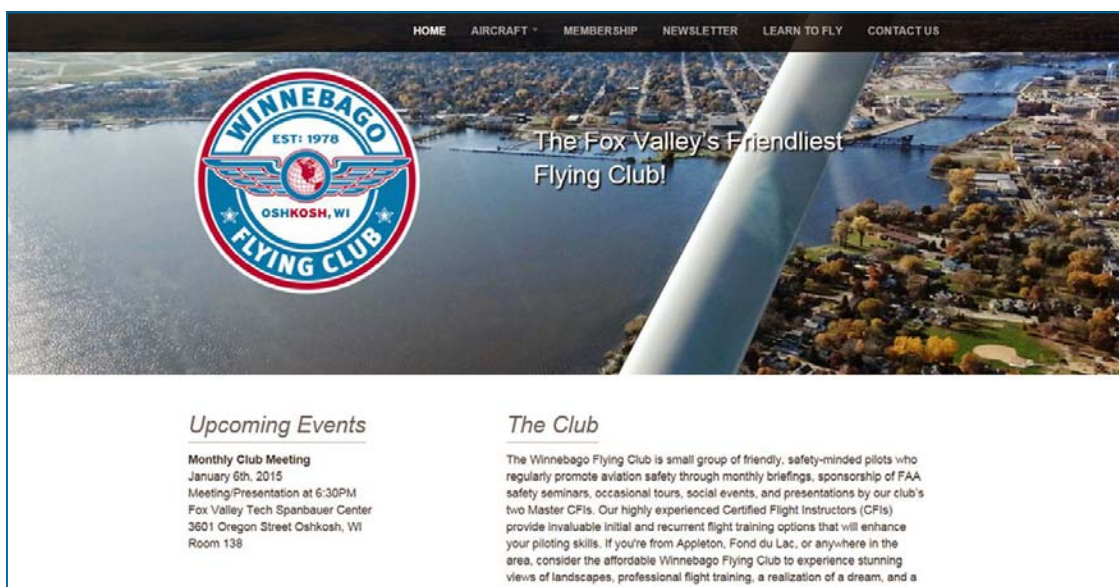 HOME AIRCRAFT MEMBERSHIP NEWSLETTER LEARN TO FLY CONTACT US
WINNEBAGO
EST: 1978
OSHKOSH, WI
FLYING CLUB
The Fox Valley's Friendliest
Flying Club!
Upcoming Events
Monthly Club Meeting
January 6th, 2015
Meeting/Presentation at 6:30PM
Fox Valley Tech Spanbauer Center
3601 Oregon Street Oshkosh, WI
Room 138
The Club
The Winnebago Flying Club is small group of friendly, safety-minded pilots who
regularly promote aviation safety through monthly briefings, sponsorship of FAA
safety seminars, occasional tours, social events, and presentations by our club's
two Master CFIs. Our highly experienced Certified Flight Instructors (CFIs)
provide invaluable initial and recurrent flight training options that will enhance
your piloting skills. If you're from Appleton, Fond du Lac, or anywhere in the
area, consider the affordable Winnebago Flying Club to experience stunning
views of landscapes, professional flight training, a realization of a dream, and a